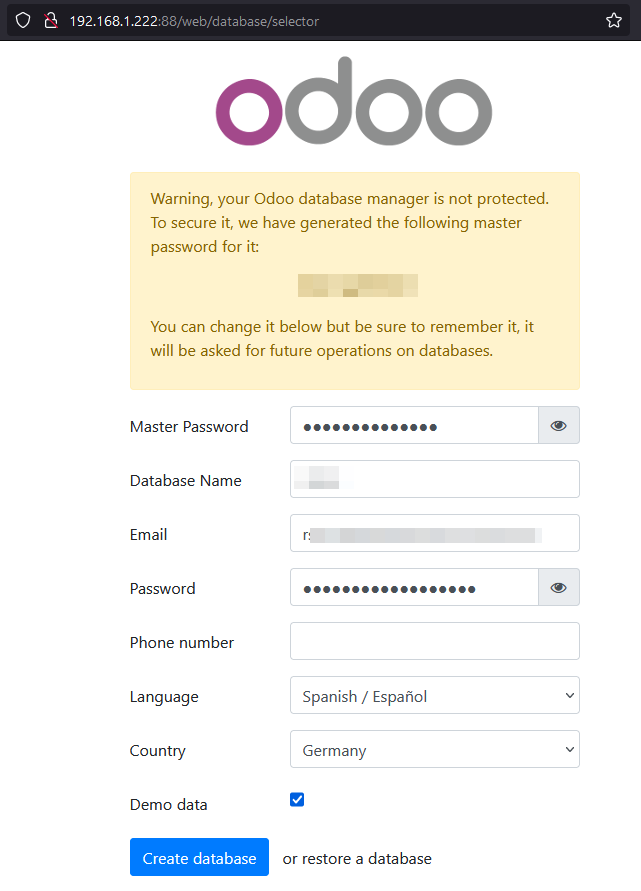 192.168.1.222:88/web/database/selector
odoo
Warning, your Odoo database manager is not protected.
To secure it, we have generated the following master
password for it:
You can change it below but be sure to remember it, it
will be asked for future operations on databases.
Master Password ••••••••••••••
Database Name
Email
Password ••••••••••••••••••
Phone number
Language Spanish / Español
Country Germany
Demo data
Create database or restore a database